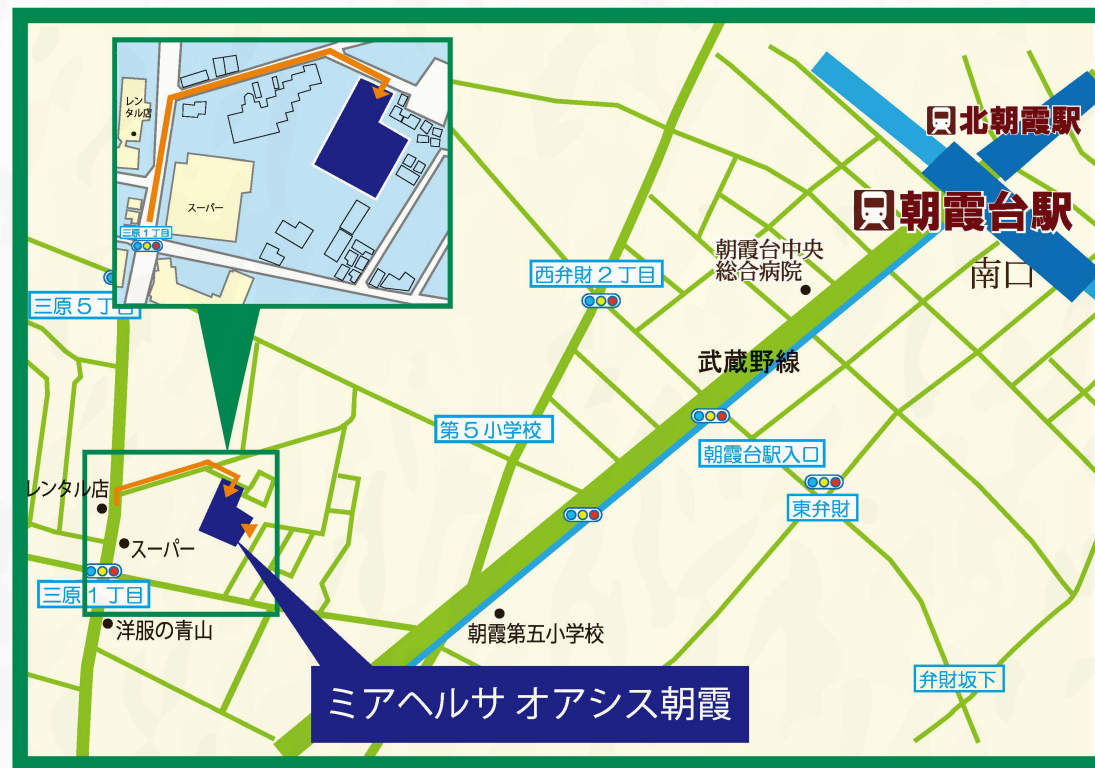 レン
タル店
スーパー
三原1丁目
北朝霞駅
朝霞台駅
南口
朝霞台中央
総合病院
西弁財2丁目
三原5丁目
武蔵野線
第5小学校
朝霞台駅入口
東弁財
レンタル店
スーパー
三原1丁目
洋服の青山
朝霞第五小学校
弁財坂下
ミアヘルサ オアシス朝霞